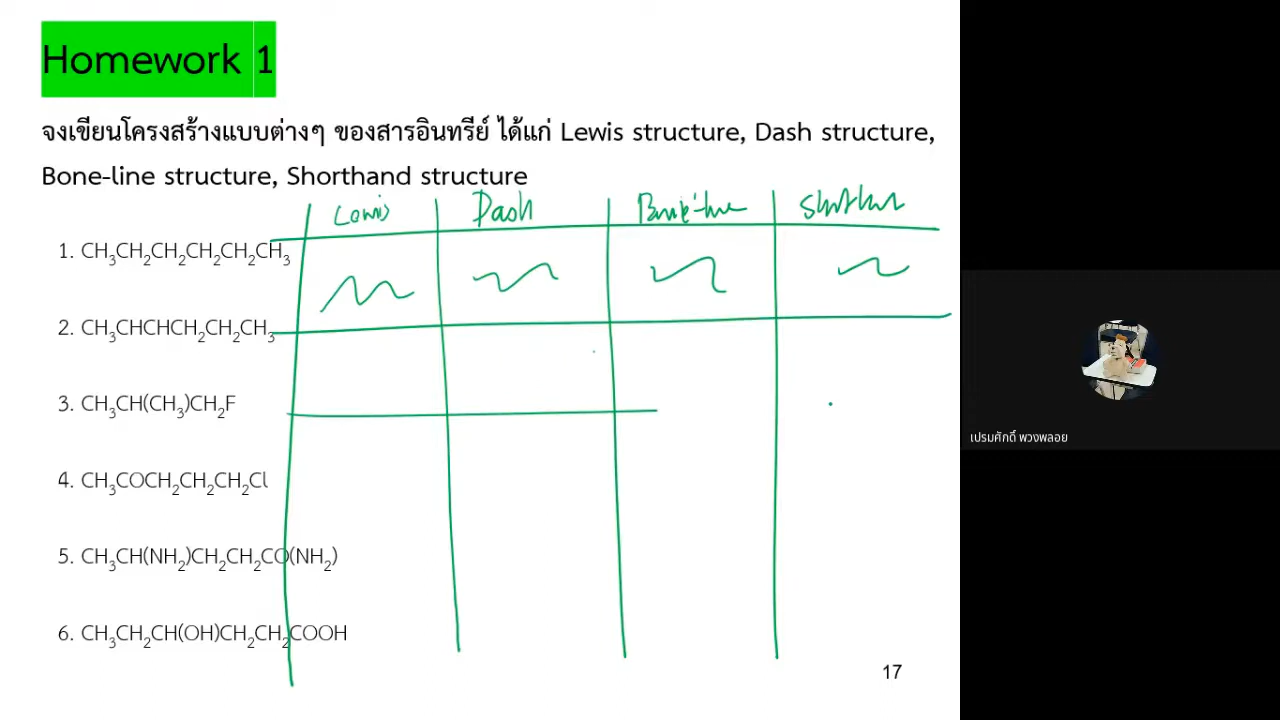 Homework 1
จงเขียนโครงสร้างแบบต่างๆ ของสารอินทรีย์ ได้แก่ Lewis structure, Dash structure,
Bone-line structure, Shorthand structure
Lewis Dash
1. CH₃CH₂CH₂CH₂CH₂CH₃
2. CH₃CHCHCH₂CH₂CH₃
3. CH₃CH(CH₃)CH₂F
4. CH₃COCH₂CH₂CH₂Cl
5. CH₃CH(NH₂)CH₂CH₂CO(NH₂)
6. CH₃CH₂CH(OH)CH₂CH₂COOH
17
เปรมศักดิ์ พวงพลอย